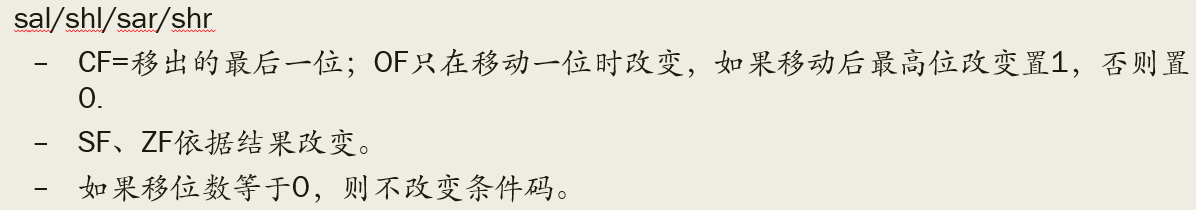 sal/shl/sar/shr
– CF=移出的最后一位；OF只在移动一位时改变，如果移动后最高位改变置1，否则置
0.
– SF、ZF依据结果改变。
– 如果移位数等于0，则不改变条件码。